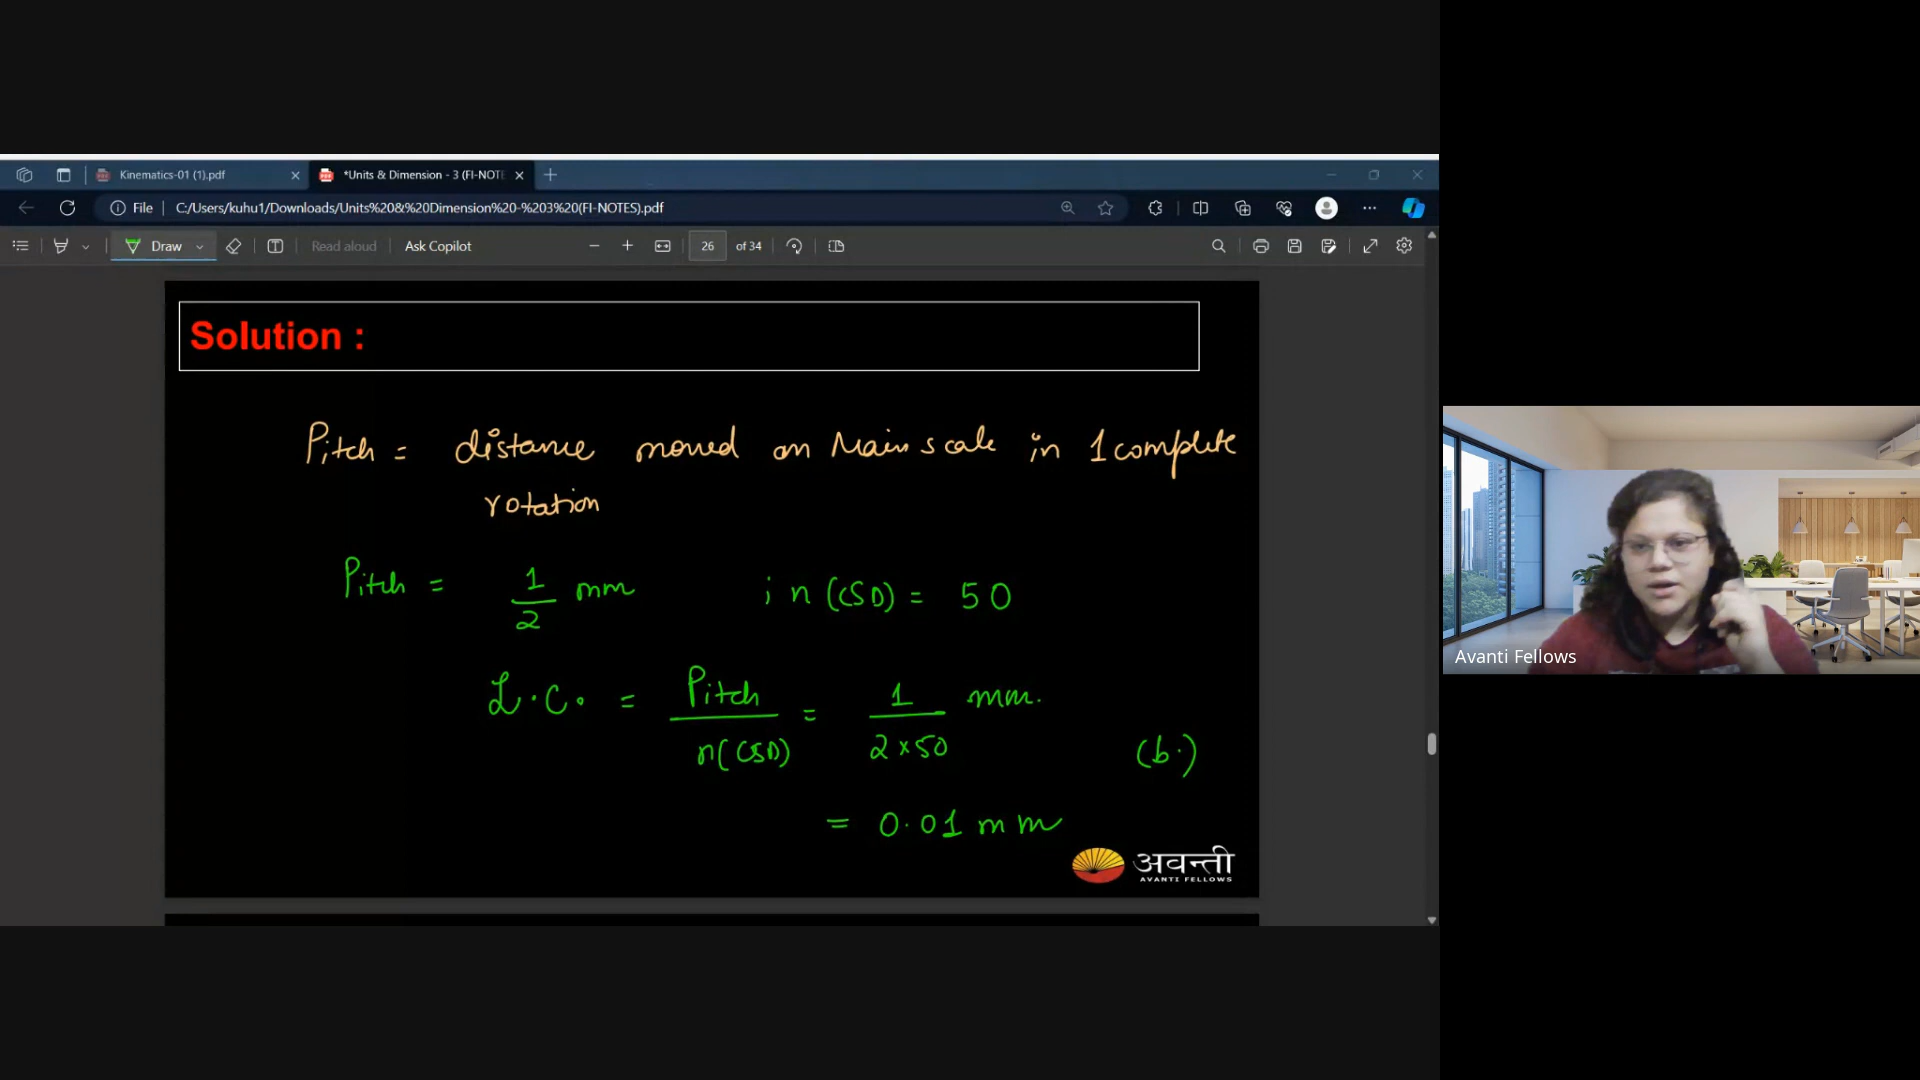 Kinematics-01 (1).pdf
*Units & Dimension - 3 (FI-NOTE
File
C:/Users/kuhu1/Downloads/Units%20&%20Dimension%20-%203%20(FI-NOTES).pdf
Draw
Read aloud
Ask Copilot
26 of 34
Solution :
Pitch = distance moved on Main scale in 1 complete
rotation
Pitch = 1/2 mm ; n (CSD) = 50
L.C. = Pitch / n(CSD) = 1 / 2 x 50 mm.
(b.)
= 0.01 mm
अवन्ती
AVANTI FELLOWS
Avanti Fellows